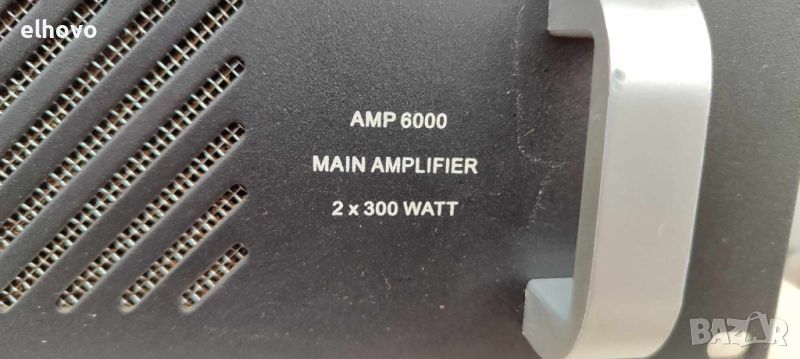 elhovo
AMP 6000
MAIN AMPLIFIER
2 x 300 WATT
BAZAR